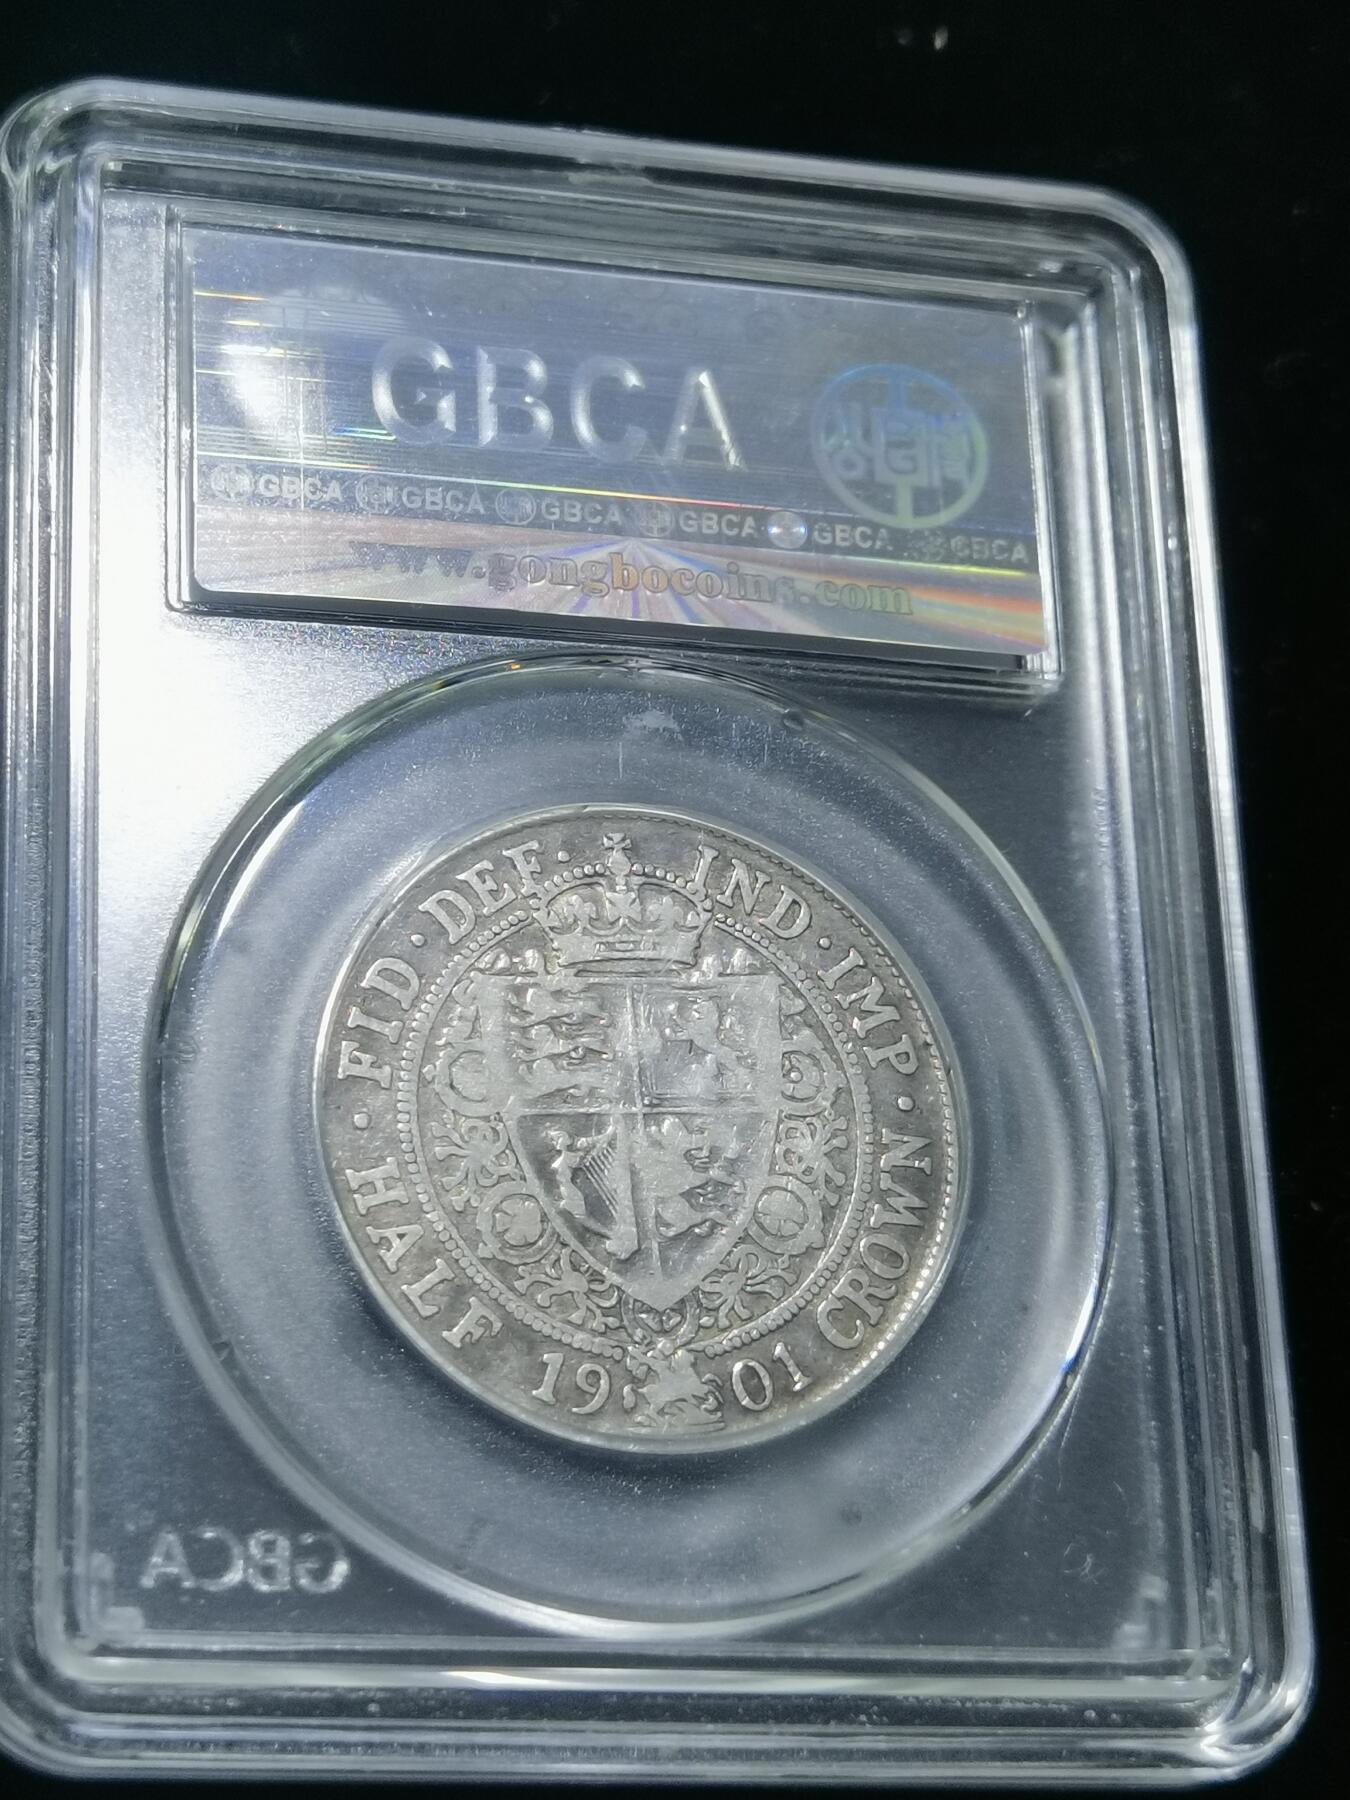 GBCA
GBCA GBCA GBCA GBCA GBCA GBCA
www.gongbocoins.com
FID · DEF · IND · IMP ·
· HALF 19 01 CROWN
GBCA